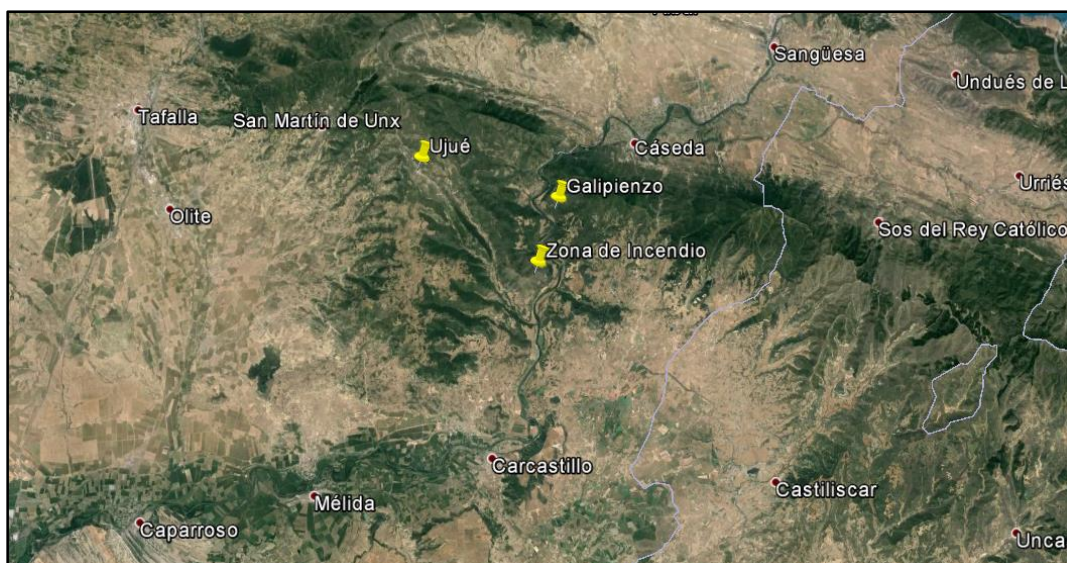 Sangüesa
Undués de L
Tafalla
San Martín de Unx
Ujué
Cáseda
Galipienzo
Urriés
Olite
Sos del Rey Católico
Zona de Incendio
Carcastillo
Castiliscar
Mélida
Caparroso
Unca